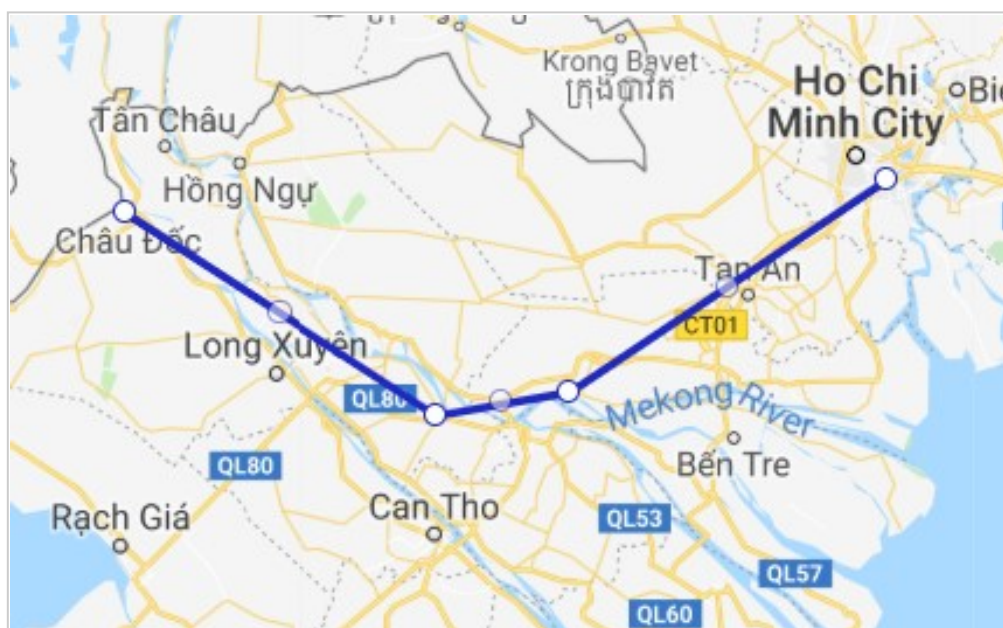 Krong Bavet
ក្រុងបាវិត
Ho Chi
Minh City
Bi
Tân Châu
Hồng Ngự
Châu Đốc
Tan An
CT01
Long Xuyên
QL80
Mekong River
QL80
Bến Tre
Rạch Giá
Can Tho
QL53
QL57
QL60